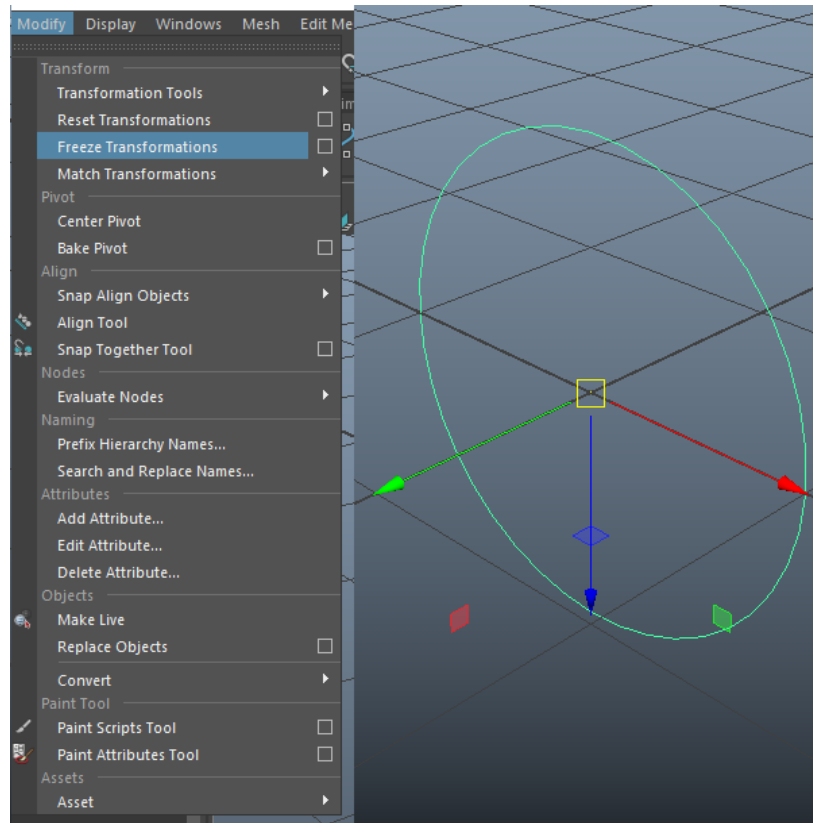 Modify Display Windows Mesh Edit Me
Transform
Transformation Tools
Reset Transformations
Freeze Transformations
Match Transformations
Pivot
Center Pivot
Bake Pivot
Align
Snap Align Objects
Align Tool
Snap Together Tool
Nodes
Evaluate Nodes
Naming
Prefix Hierarchy Names...
Search and Replace Names...
Attributes
Add Attribute...
Edit Attribute...
Delete Attribute...
Objects
Make Live
Replace Objects
Convert
Paint Tool
Paint Scripts Tool
Paint Attributes Tool
Assets
Asset